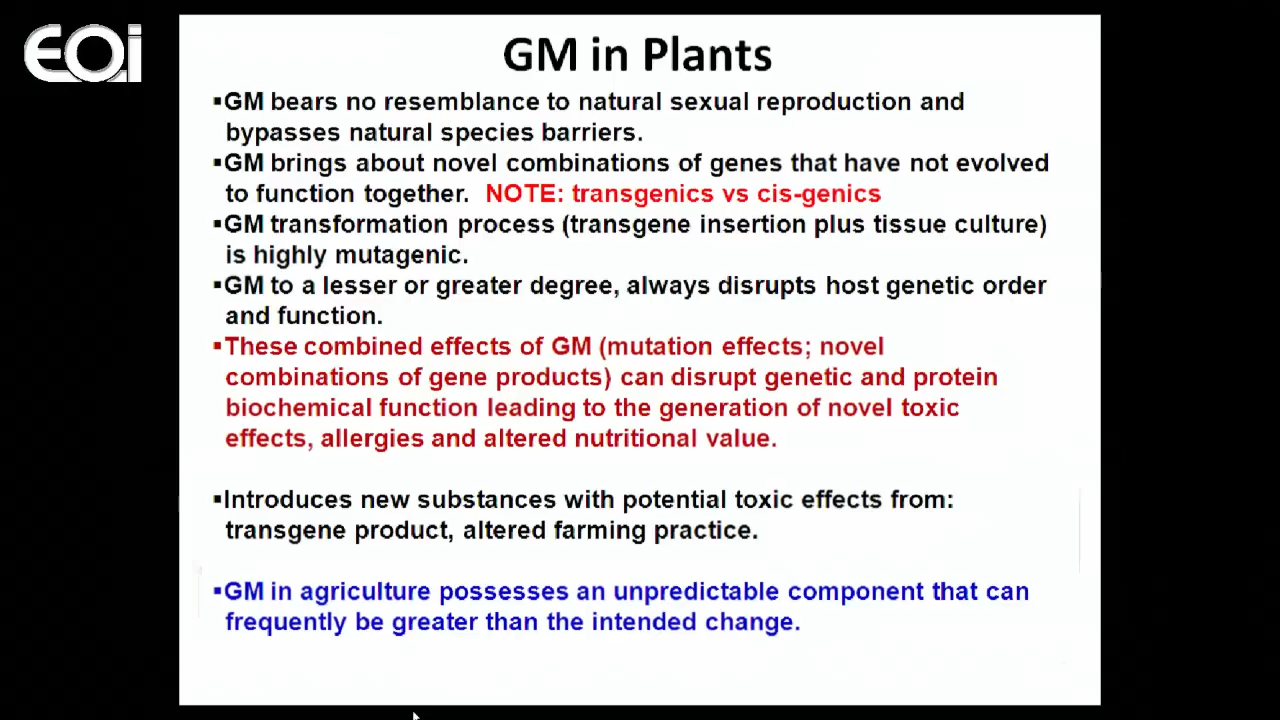 EOi
GM in Plants
▪GM bears no resemblance to natural sexual reproduction and
bypasses natural species barriers.
▪GM brings about novel combinations of genes that have not evolved
to function together. NOTE: transgenics vs cis-genics
▪GM transformation process (transgene insertion plus tissue culture)
is highly mutagenic.
▪GM to a lesser or greater degree, always disrupts host genetic order
and function.
▪These combined effects of GM (mutation effects; novel
combinations of gene products) can disrupt genetic and protein
biochemical function leading to the generation of novel toxic
effects, allergies and altered nutritional value.
▪Introduces new substances with potential toxic effects from:
transgene product, altered farming practice.
▪GM in agriculture possesses an unpredictable component that can
frequently be greater than the intended change.